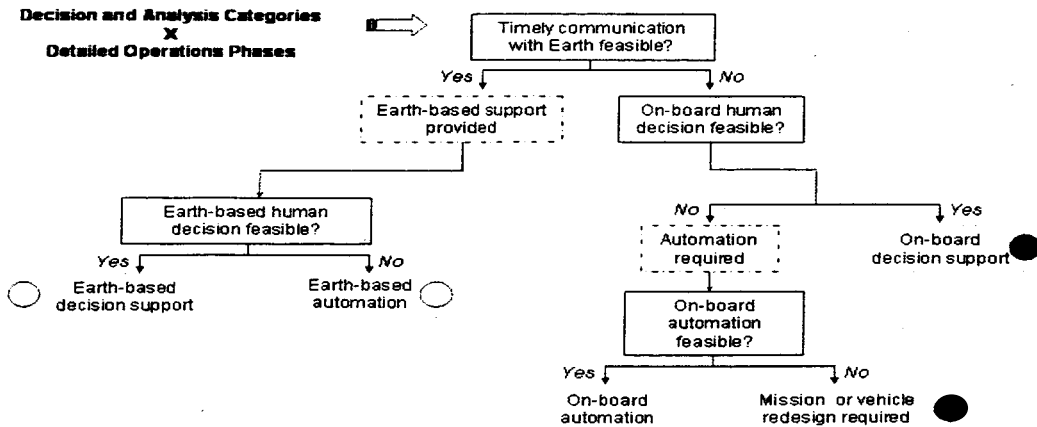 Decision and Analysis Categories
X
Detailed Operations Phases
Timely communication
with Earth feasible?
Yes
No
Earth-based support
provided
On-board human
decision feasible?
Earth-based human
decision feasible?
No
Yes
Automation
required
On-board
decision support
Yes
No
Earth-based
decision support
Earth-based
automation
On-board
automation
feasible?
Yes
No
On-board
automation
Mission or vehicle
redesign required